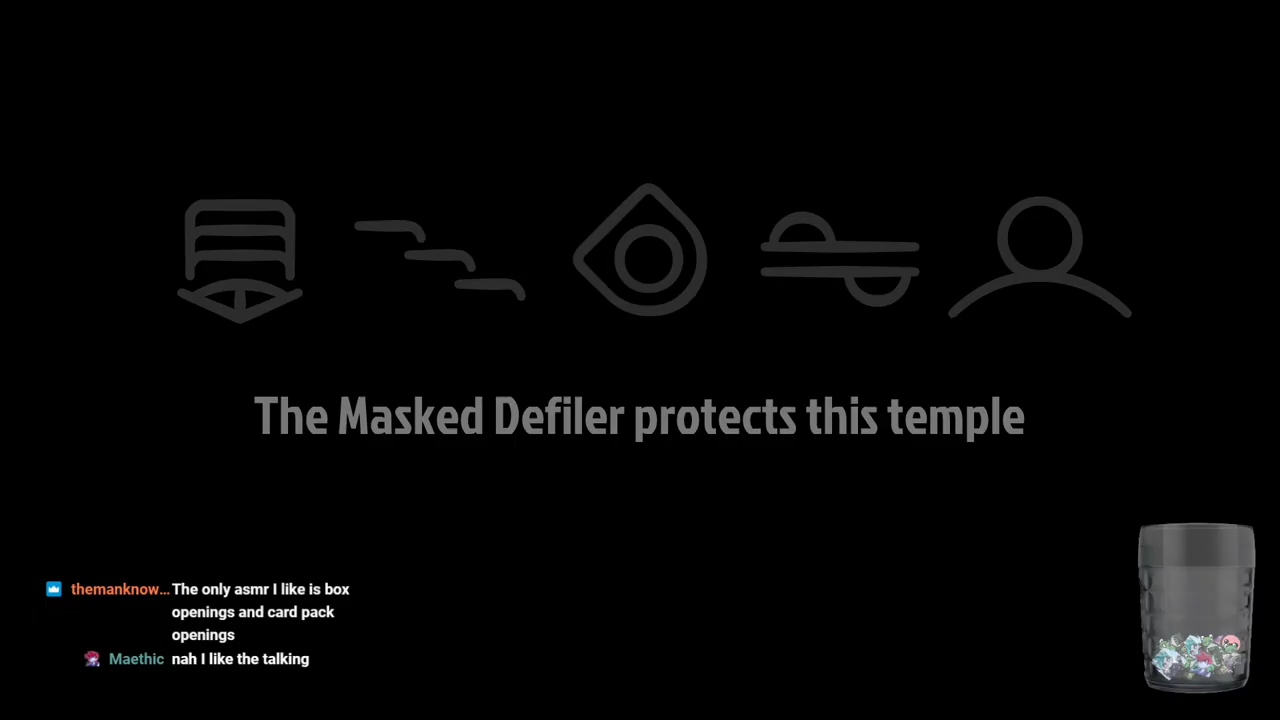 The Masked Defiler protects this temple
themanknow... The only asmr I like is box
openings and card pack
openings
Maethic nah I like the talking